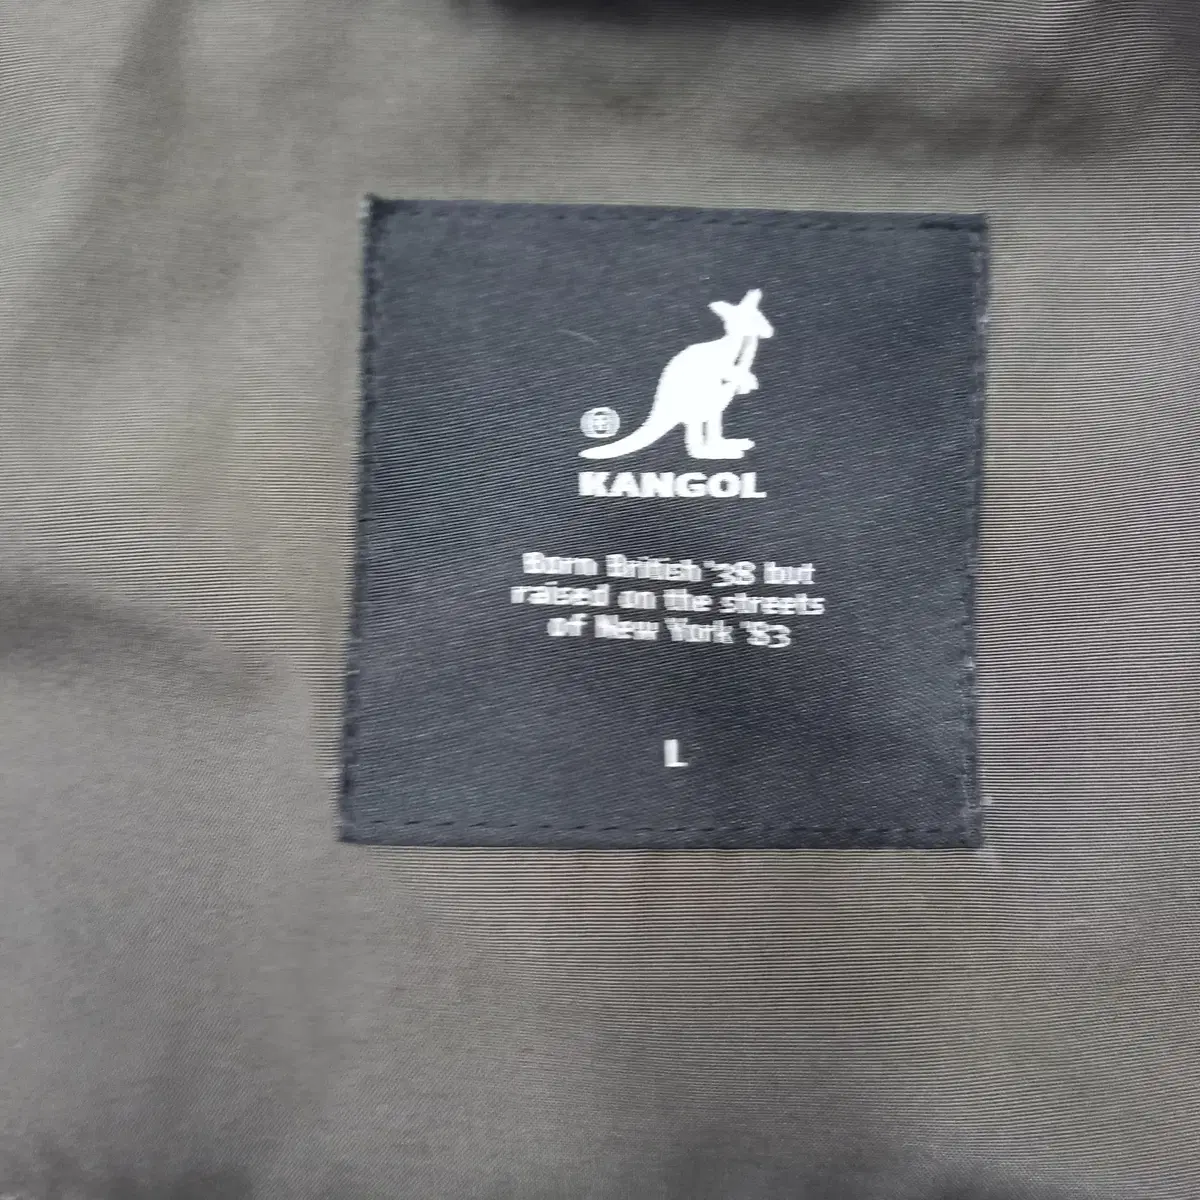 KANGOL
Born British '38 but
raised on the streets
of New York '83
L